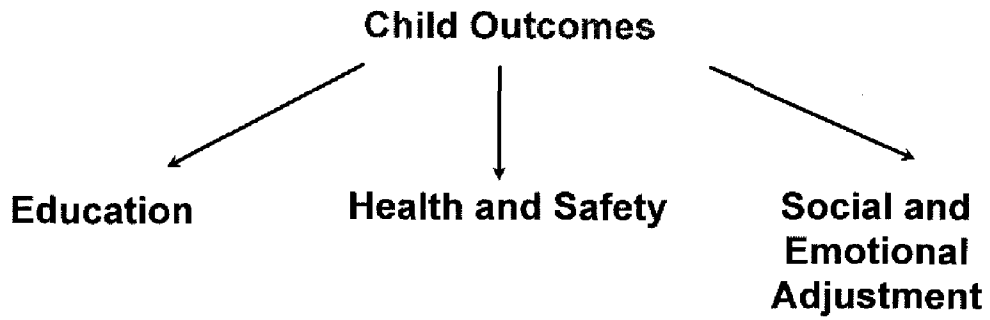 Child Outcomes
Education
Health and Safety
Social and
Emotional
Adjustment